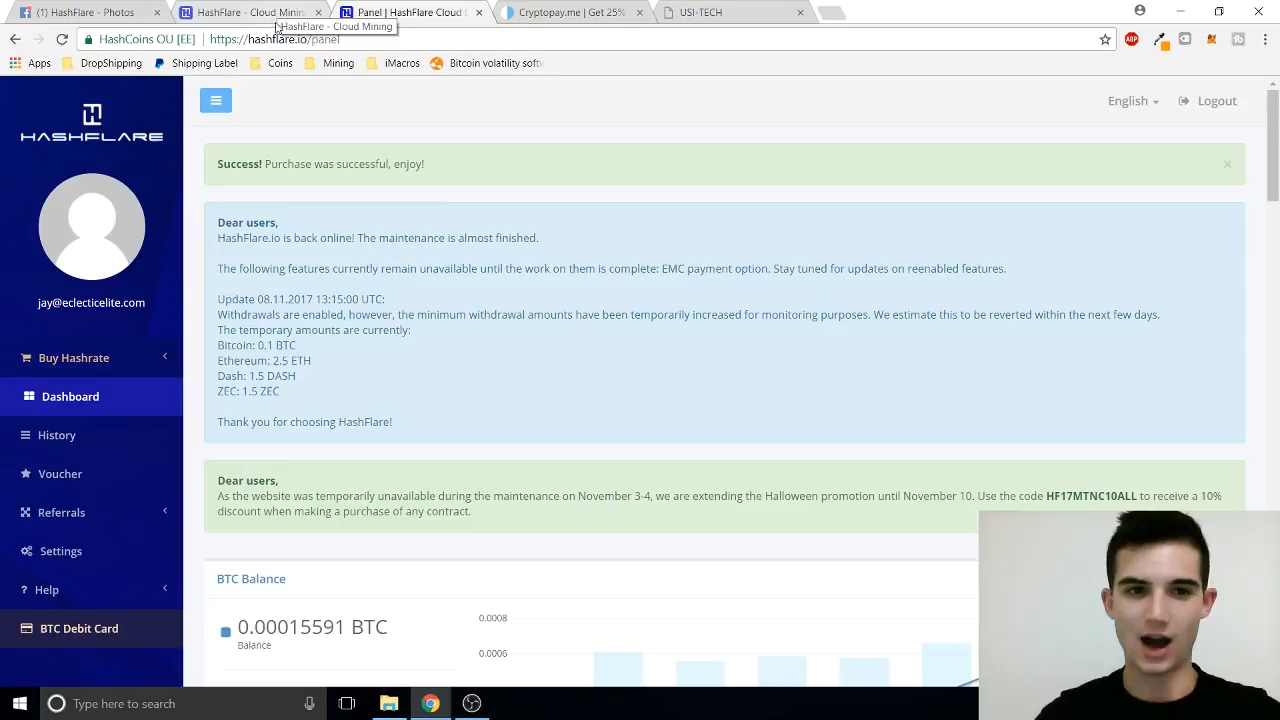 (1) HashFlare - Photos
HashFlare - Cloud Minin
Panel | HashFlare Cloud
Cryptopay.me | Get 25%
USI-TECH
HashFlare - Cloud Mining
HashCoins OU [EE]
https://hashflare.io/panel
Apps
DropShipping
Shipping Label
Coins
Mining
iMacros
Bitcoin volatility softw
ABP
HASHFLARE
jay@eclecticelite.com
Buy Hashrate
Dashboard
History
Voucher
Referrals
Settings
Help
BTC Debit Card
English
Logout
Success! Purchase was successful, enjoy!
Dear users,
HashFlare.io is back online! The maintenance is almost finished.
The following features currently remain unavailable until the work on them is complete: EMC payment option. Stay tuned for updates on reenabled features.
Update 08.11.2017 13:15:00 UTC:
Withdrawals are enabled, however, the minimum withdrawal amounts have been temporarily increased for monitoring purposes. We estimate this to be reverted within the next few days.
The temporary amounts are currently:
Bitcoin: 0.1 BTC
Ethereum: 2.5 ETH
Dash: 1.5 DASH
ZEC: 1.5 ZEC
Thank you for choosing HashFlare!
Dear users,
As the website was temporarily unavailable during the maintenance on November 3-4, we are extending the Halloween promotion until November 10. Use the code HF17MTNC10ALL to receive a 10%
discount when making a purchase of any contract.
BTC Balance
0.00015591 BTC
Balance
0.0008
0.0006
Type here to search